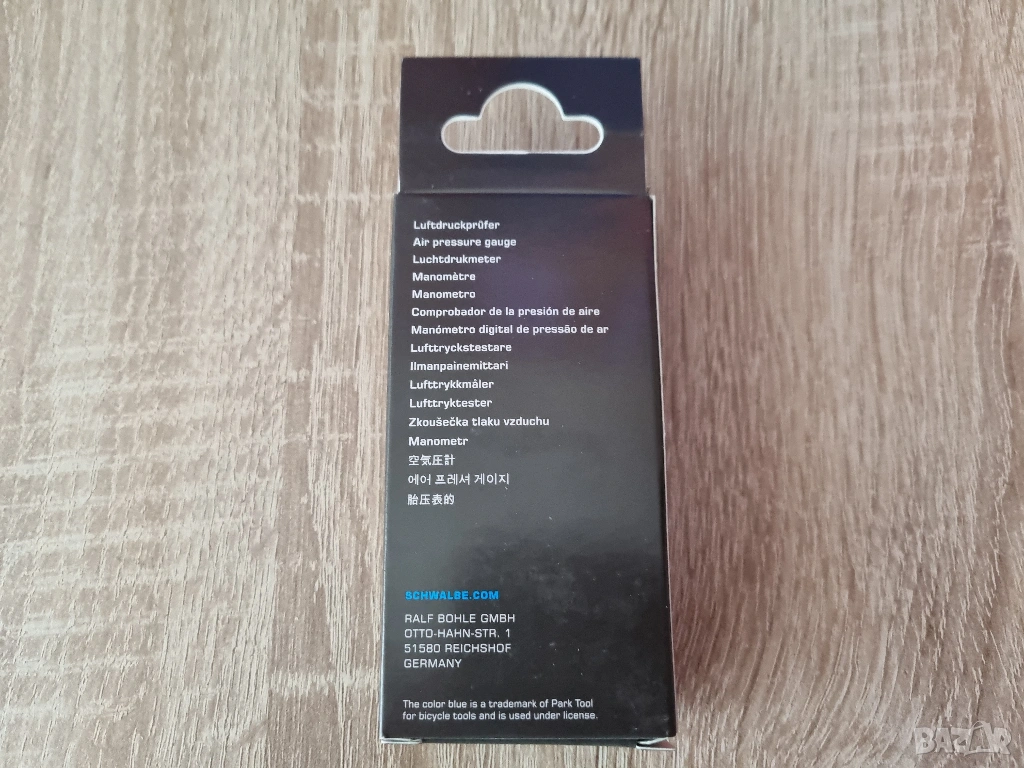 Luftdruckprüfer
Air pressure gauge
Luchtdrukmeter
Manomètre
Manometro
Comprobador de la presión de aire
Manómetro digital de pressão de ar
Lufttryckstestare
Ilmanpainemittari
Lufttrykkmåler
Lufttryktester
Zkoušečka tlaku vzduchu
Manometr
空気圧計
에어 프레셔 게이지
胎压表的
SCHWALBE.COM
RALF BOHLE GMBH
OTTO-HAHN-STR. 1
51580 REICHSHOF
GERMANY
The color blue is a trademark of Park Tool
for bicycle tools and is used under license.
BAZAR